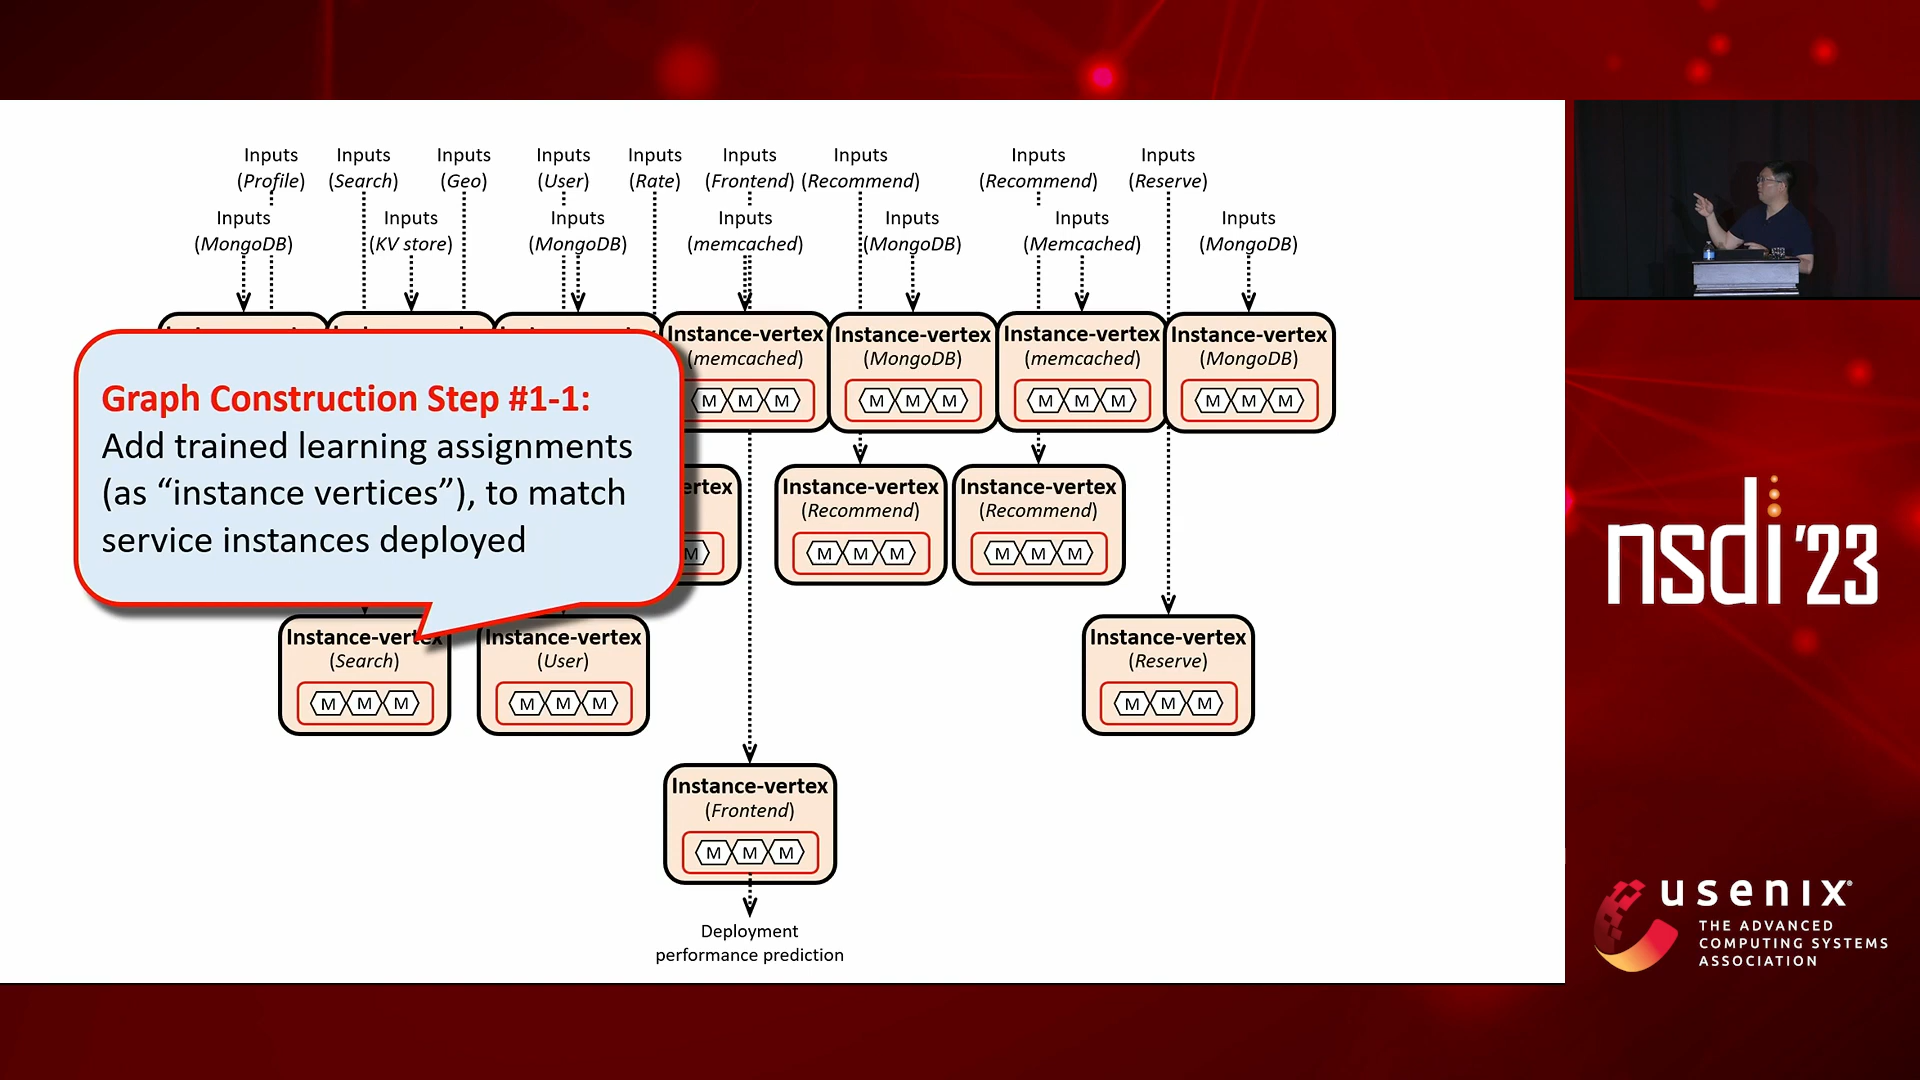 Inputs
(Profile)
Inputs
(Search)
Inputs
(Geo)
Inputs
(User)
Inputs
(Rate)
Inputs
(Frontend)
Inputs
(Recommend)
Inputs
(Recommend)
Inputs
(Reserve)
Inputs
(MongoDB)
Inputs
(KV store)
Inputs
(MongoDB)
Inputs
(memcached)
Inputs
(MongoDB)
Inputs
(Memcached)
Inputs
(MongoDB)
Instance-vertex
(memcached)
M M M
Instance-vertex
(MongoDB)
M M M
Instance-vertex
(memcached)
M M M
Instance-vertex
(MongoDB)
M M M
Graph Construction Step #1-1:
Add trained learning assignments
(as “instance vertices”), to match
service instances deployed
M
Instance-vertex
(Recommend)
M M M
Instance-vertex
(Recommend)
M M M
Instance-vertex
(Search)
M M M
Instance-vertex
(User)
M M M
Instance-vertex
(Reserve)
M M M
Instance-vertex
(Frontend)
M M M
Deployment
performance prediction
nsdi '23
usenix®
THE ADVANCED
COMPUTING SYSTEMS
ASSOCIATION